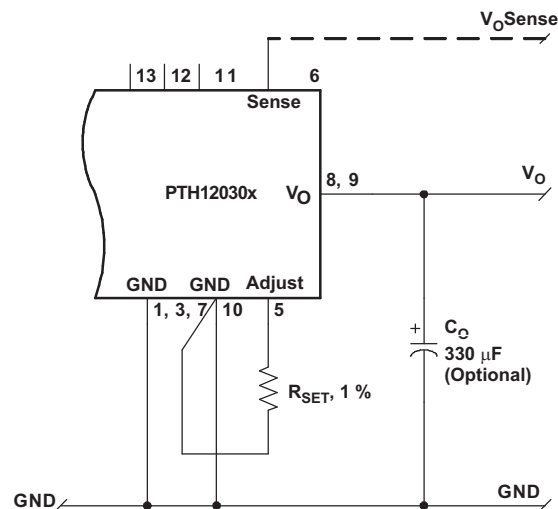 VOSense
13 12 11 6
Sense
PTH12030x VO
8, 9
VO
GND GND Adjust
1, 3, 7 10 5
+ CO
330 μF
(Optional)
RSET, 1 %
GND GND